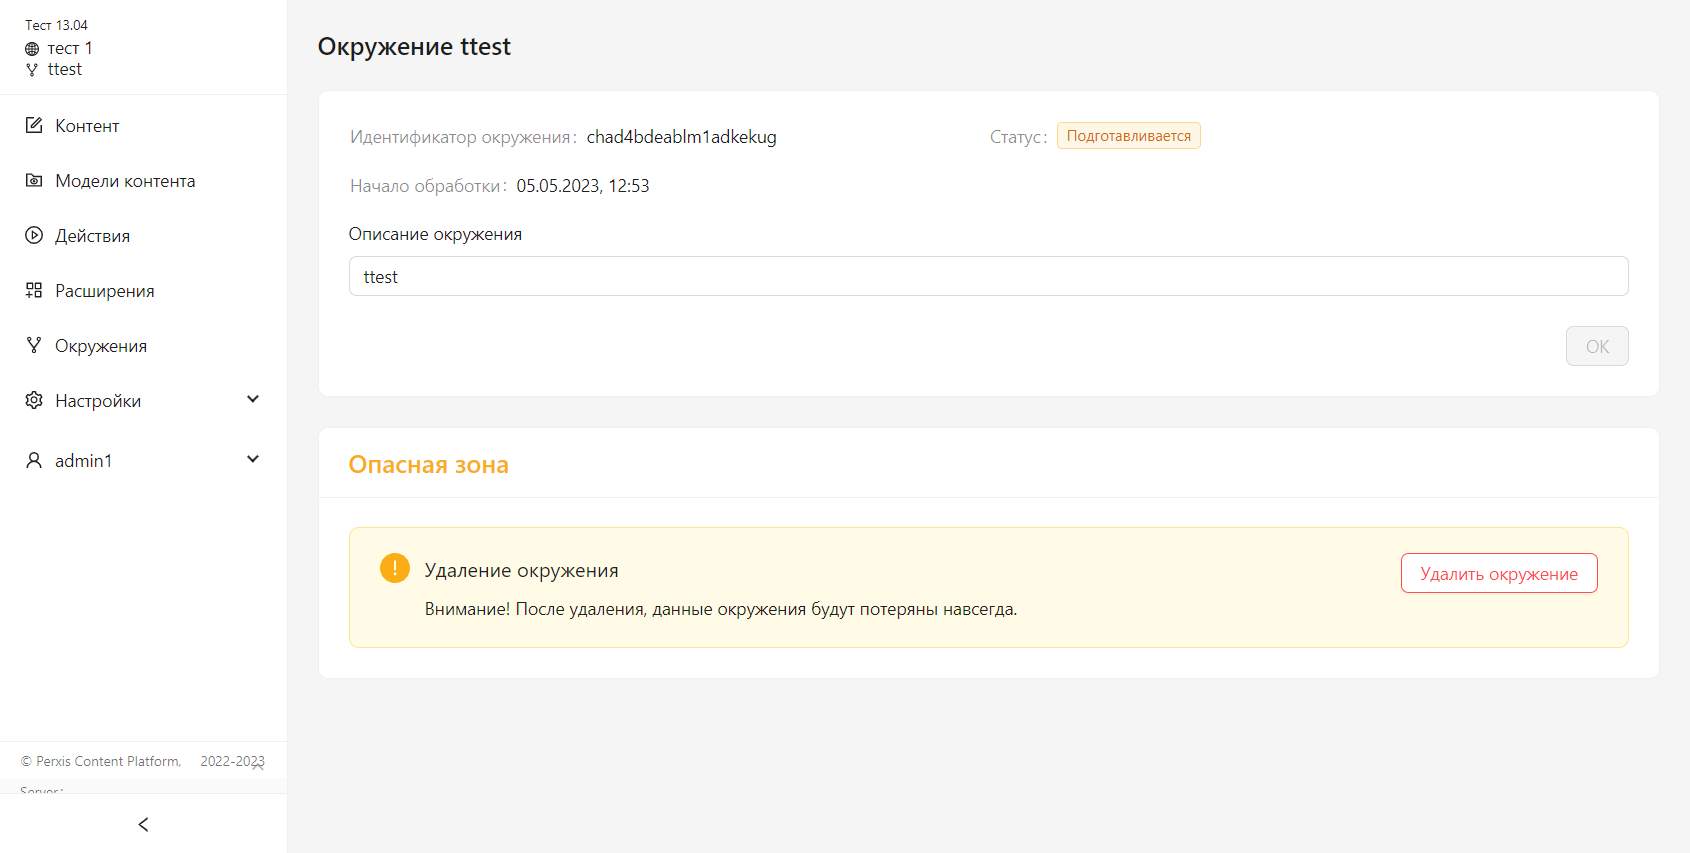 Тест 13.04
тест 1
ttest
Контент
Модели контента
Действия
Расширения
Окружения
Настройки
admin1
© Perxis Content Platform, 2022-2023
Server:
Окружение ttest
Идентификатор окружения: chad4bdeablm1adkekug
Статус: Подготавливается
Начало обработки: 05.05.2023, 12:53
Описание окружения
ttest
OK
Опасная зона
Удаление окружения
Удалить окружение
Внимание! После удаления, данные окружения будут потеряны навсегда.